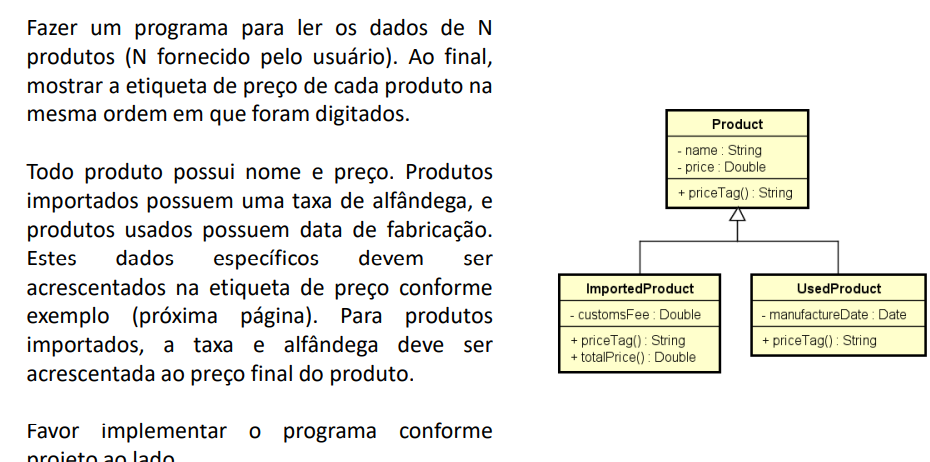 Fazer um programa para ler os dados de N
produtos (N fornecido pelo usuário). Ao final,
mostrar a etiqueta de preço de cada produto na
mesma ordem em que foram digitados.
Todo produto possui nome e preço. Produtos
importados possuem uma taxa de alfândega, e
produtos usados possuem data de fabricação.
Estes dados específicos devem ser
acrescentados na etiqueta de preço conforme
exemplo (próxima página). Para produtos
importados, a taxa e alfândega deve ser
acrescentada ao preço final do produto.
Favor implementar o programa conforme
projeto ao lado
Product
- name : String
- price : Double
+ priceTag() : String
ImportedProduct
- customsFee : Double
+ priceTag() : String
+ totalPrice() : Double
UsedProduct
- manufactureDate : Date
+ priceTag() : String